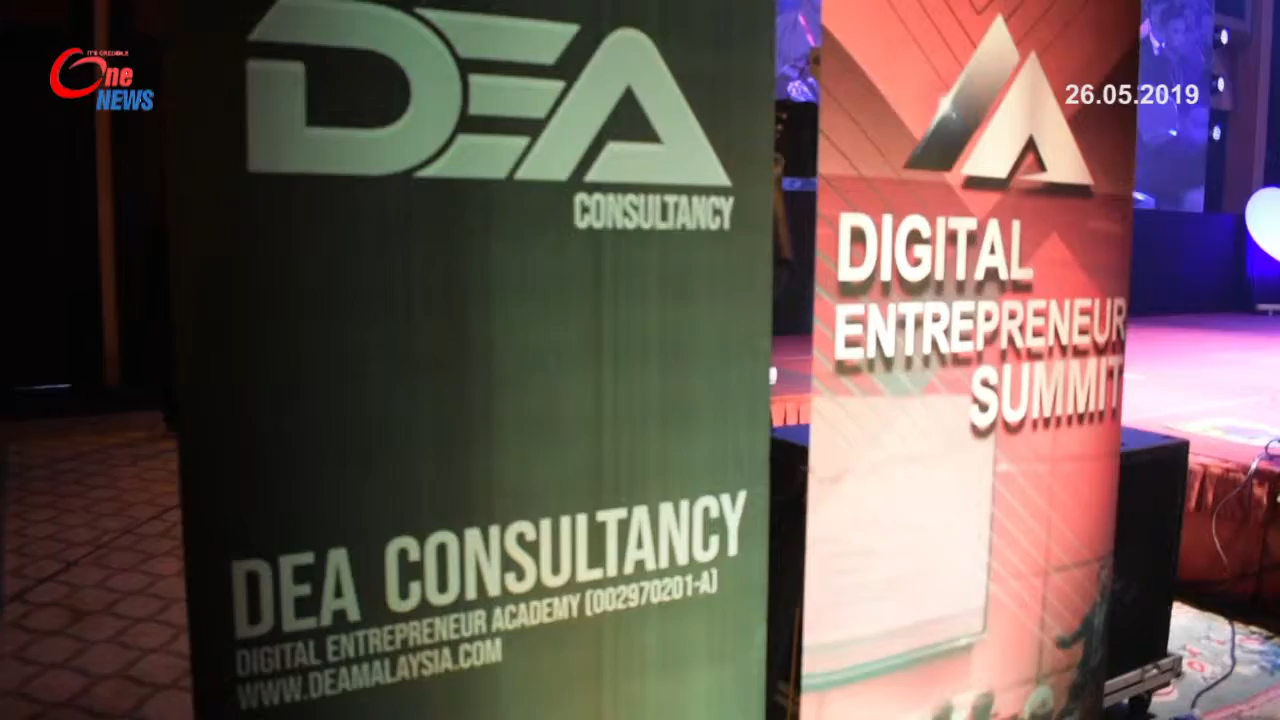 IT'S CREDIBLE
One
NEWS
26.05.2019
DEA
CONSULTANCY
DEA CONSULTANCY
DIGITAL ENTREPRENEUR ACADEMY (002970201-A)
WWW.DEAMALAYSIA.COM
DIGITAL
ENTREPRENEUR
SUMMIT